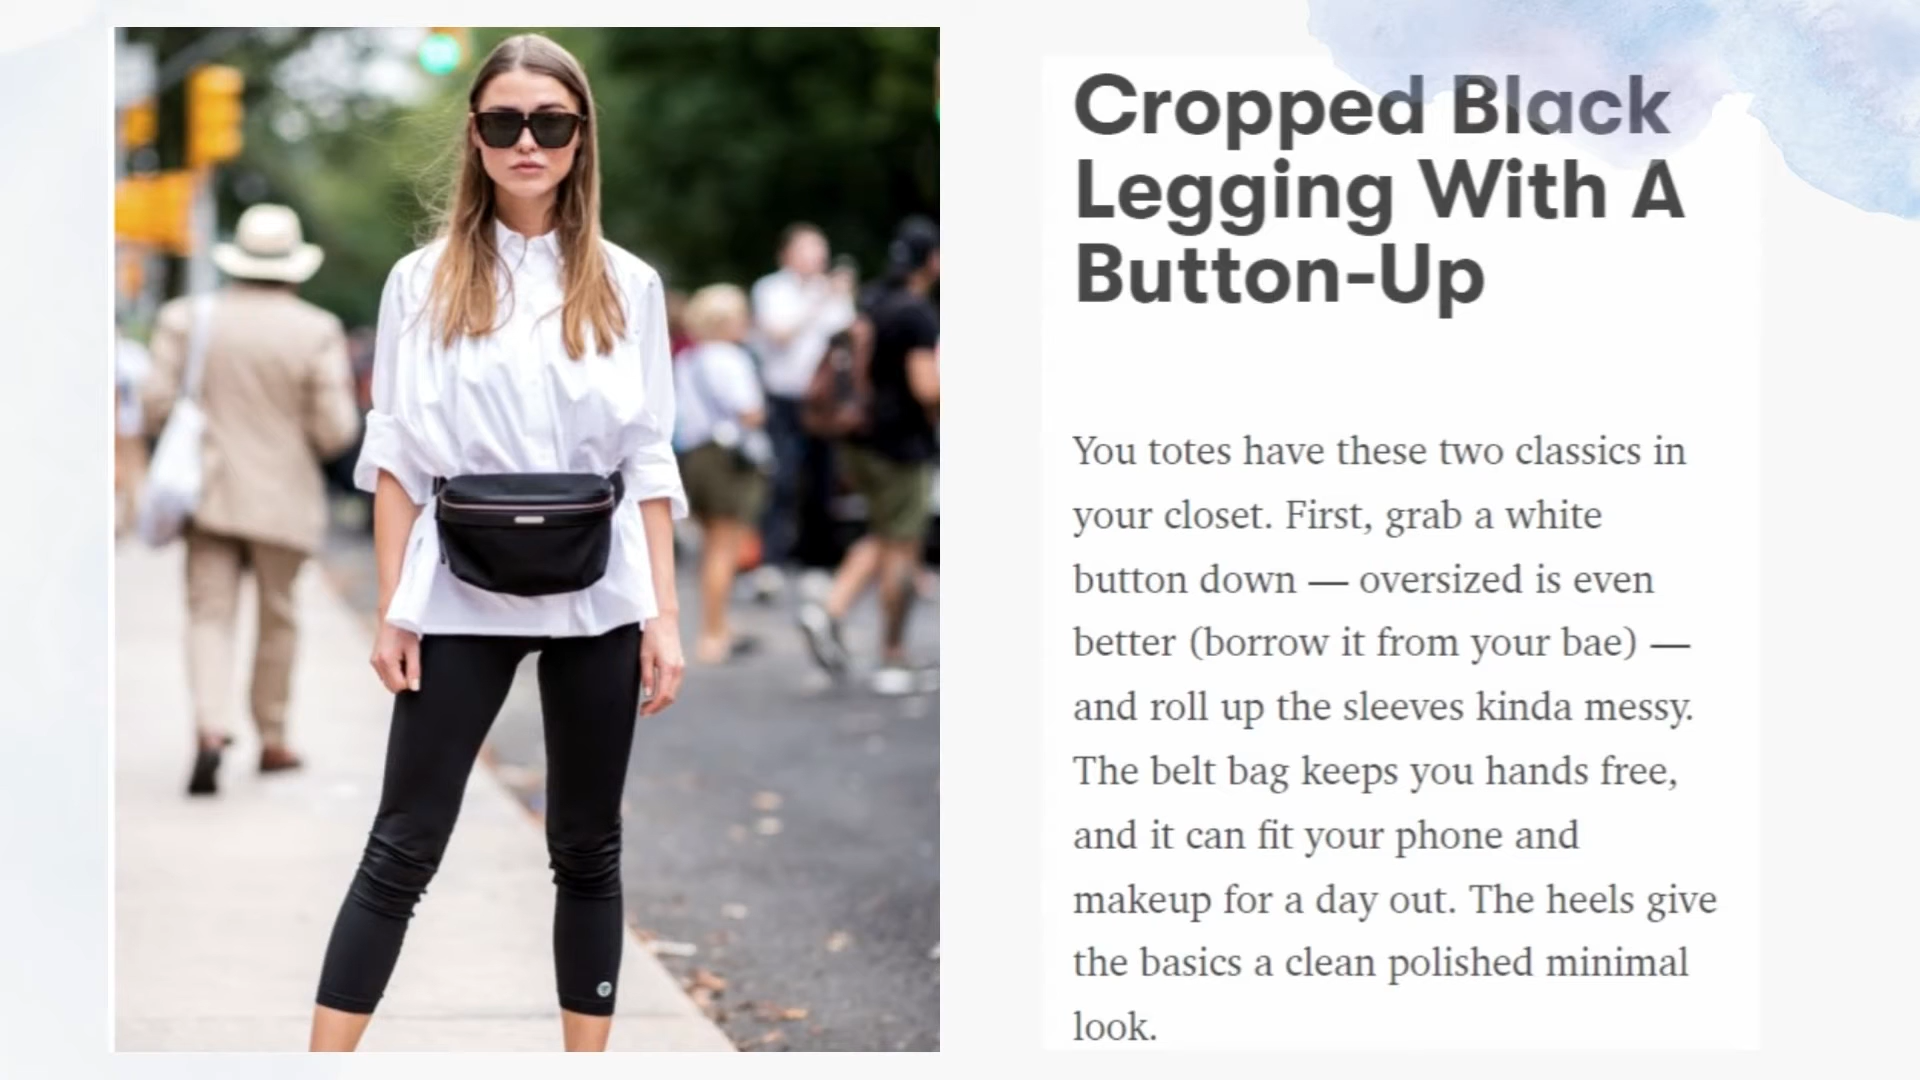 Cropped Black
Legging With A
Button-Up
You totes have these two classics in
your closet. First, grab a white
button down — oversized is even
better (borrow it from your bae) —
and roll up the sleeves kinda messy.
The belt bag keeps you hands free,
and it can fit your phone and
makeup for a day out. The heels give
the basics a clean polished minimal
look.